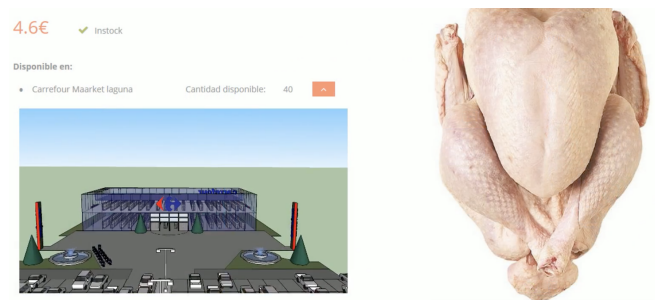 4.6€
Instock
Disponible en:
Carrefour Maarket laguna
Cantidad disponible:
40